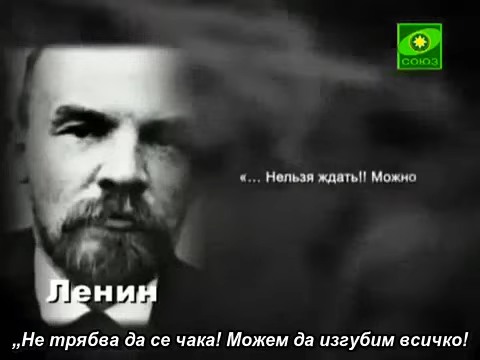 СОЮЗ
«... Нельзя ждать!! Можно
Ленин
„Не трябва да се чака! Можем да изгубим всичко!